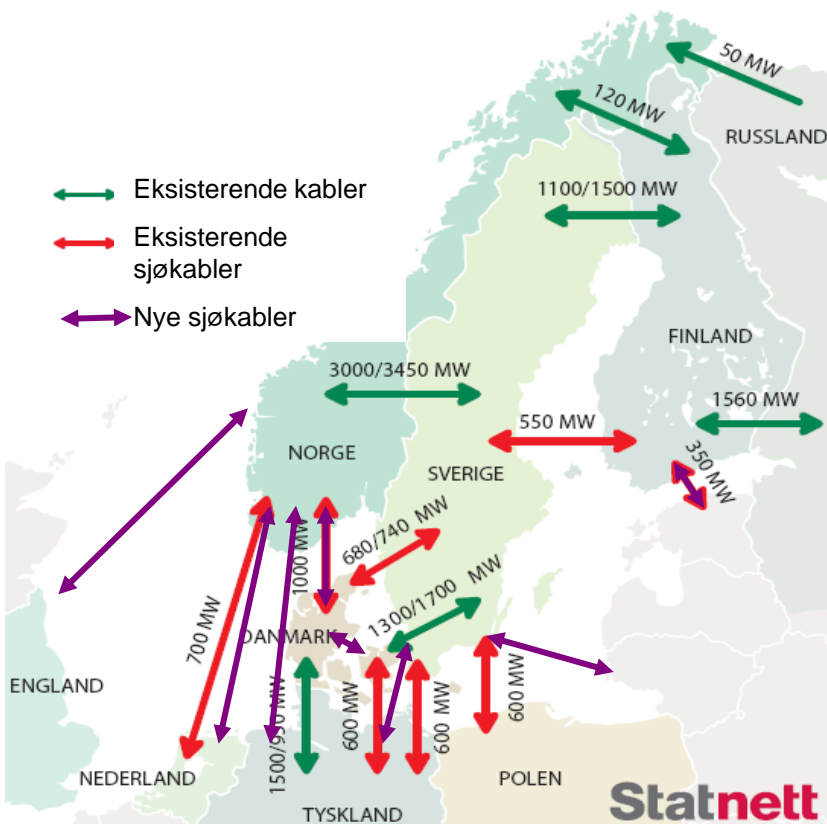 50 MW
120 MW
RUSSLAND
1100/1500 MW
Eksisterende kabler
Eksisterende
sjøkabler
Nye sjøkabler
FINLAND
3000/3450 MW
1560 MW
550 MW
NORGE
SVERIGE
350 MW
680/740 MW
1000 MW
1300/1700 MW
700 MW
DANMARK
ENGLAND
1500/950 MW
600 MW
600 MW
600 MW
NEDERLAND
POLEN
TYSKLAND
Statnett